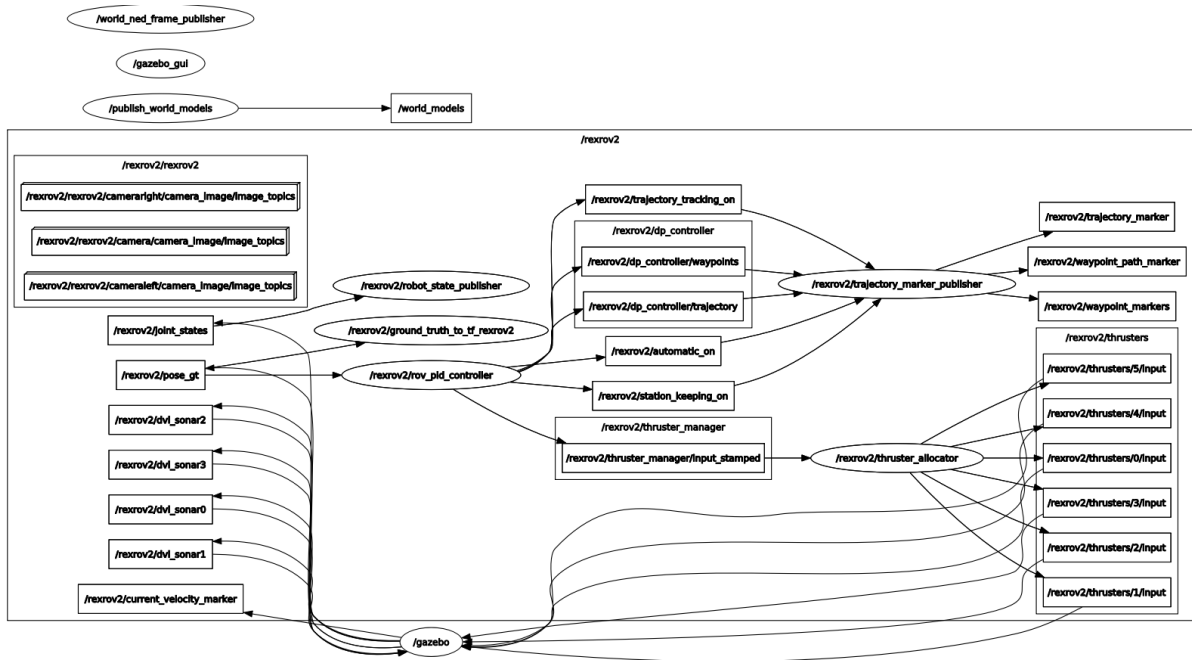 /world_ned_frame_publisher
/gazebo_gui
/publish_world_models
/world_models
/rexrov2
/rexrov2/rexrov2
/rexrov2/rexrov2/cameraright/camera_image/image_topics
/rexrov2/rexrov2/camera/camera_image/image_topics
/rexrov2/rexrov2/cameraleft/camera_image/image_topics
/rexrov2/joint_states
/rexrov2/pose_gt
/rexrov2/dvl_sonar2
/rexrov2/dvl_sonar3
/rexrov2/dvl_sonar0
/rexrov2/dvl_sonar1
/rexrov2/current_velocity_marker
/rexrov2/robot_state_publisher
/rexrov2/ground_truth_to_tf_rexrov2
/rexrov2/rov_pid_controller
/gazebo
/rexrov2/trajectory_tracking_on
/rexrov2/dp_controller
/rexrov2/dp_controller/waypoints
/rexrov2/dp_controller/trajectory
/rexrov2/automatic_on
/rexrov2/station_keeping_on
/rexrov2/thruster_manager
/rexrov2/thruster_manager/input_stamped
/rexrov2/trajectory_marker_publisher
/rexrov2/thruster_allocator
/rexrov2/trajectory_marker
/rexrov2/waypoint_path_marker
/rexrov2/waypoint_markers
/rexrov2/thrusters
/rexrov2/thrusters/5/input
/rexrov2/thrusters/4/input
/rexrov2/thrusters/0/input
/rexrov2/thrusters/3/input
/rexrov2/thrusters/2/input
/rexrov2/thrusters/1/input